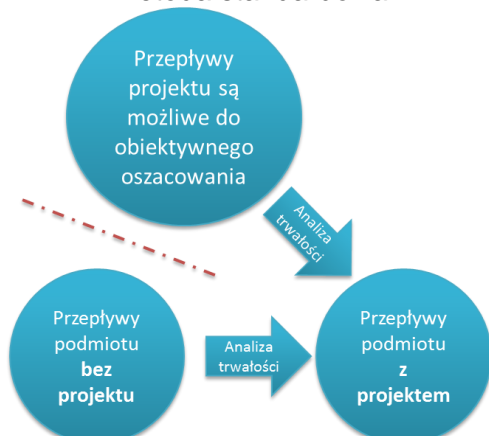 Przepływy
projektu są
możliwe do
obiektywnego
oszacowania
Analiza
trwałości
Przepływy
podmiotu
bez
projektu
Analiza
trwałości
Przepływy
podmiotu
z
projektem